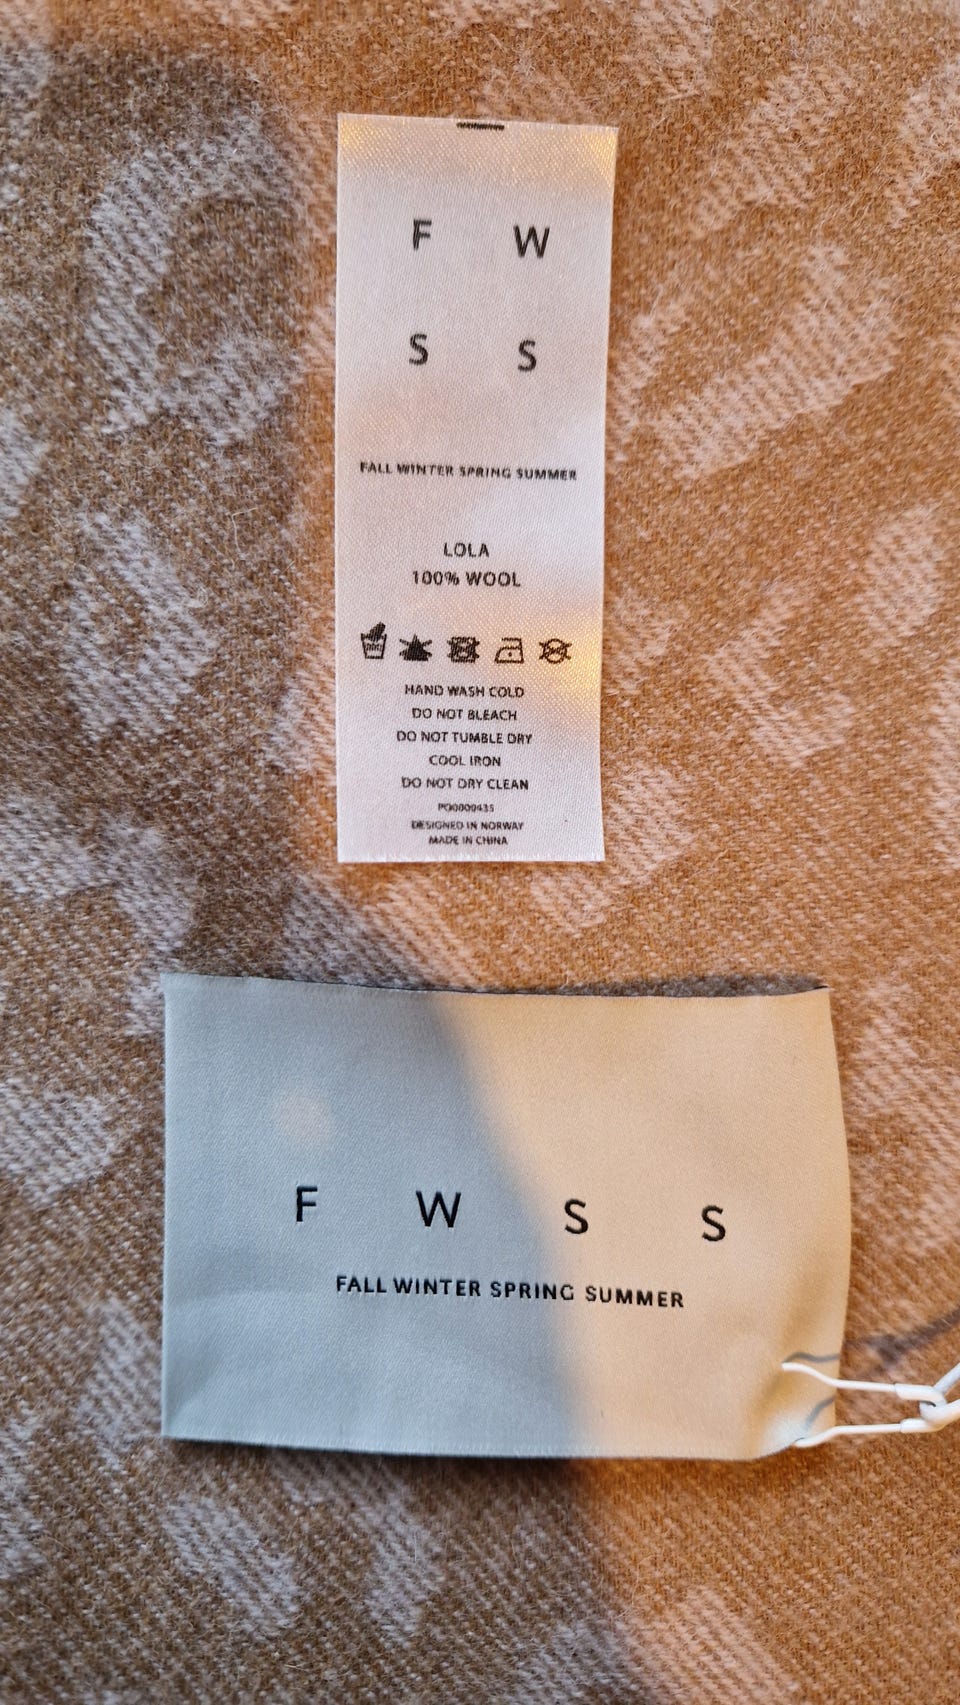 F W
S S
FALL WINTER SPRING SUMMER
LOLA
100% WOOL
HAND WASH COLD
DO NOT BLEACH
DO NOT TUMBLE DRY
COOL IRON
DO NOT DRY CLEAN
PO0009435
DESIGNED IN NORWAY
MADE IN CHINA
F W S S
FALL WINTER SPRING SUMMER